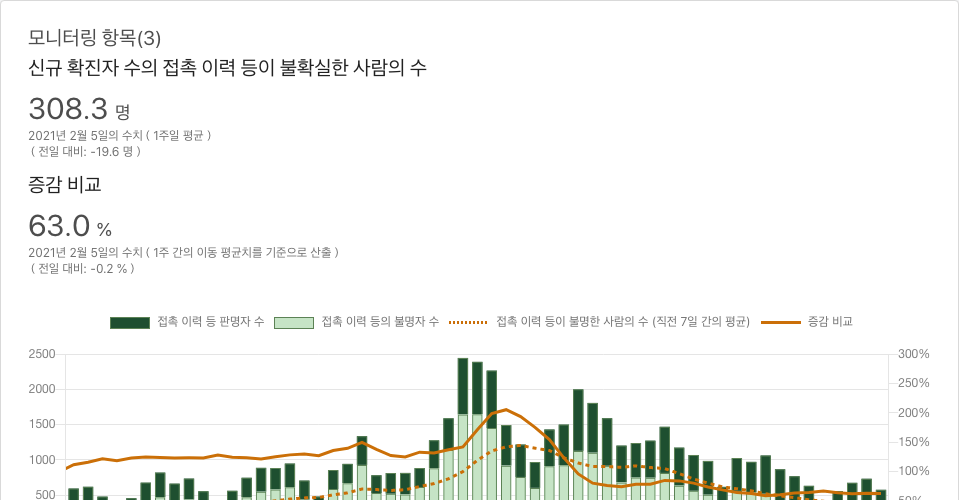 모니터링 항목(3)
신규 확진자 수의 접촉 이력 등이 불확실한 사람의 수
308.3 명
2021년 2월 5일의 수치 ( 1주일 평균 )
( 전일 대비: -19.6 명 )
증감 비교
63.0 %
2021년 2월 5일의 수치 ( 1주 간의 이동 평균치를 기준으로 산출 )
( 전일 대비: -0.2 % )
접촉 이력 등 판명자 수 접촉 이력 등의 불명자 수 접촉 이력 등이 불명한 사람의 수 (직전 7일 간의 평균) 증감 비교
2500 300%
250%
2000
200%
1500
150%
1000
100%
500
50%